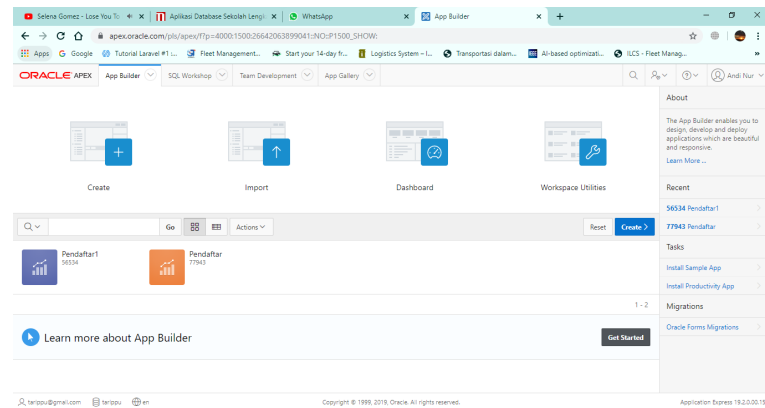 Selena Gomez - Lose You To
Aplikasi Database Sekolah Lengk
WhatsApp
App Builder
apex.oracle.com/pls/apex/f?p=4000:1500:26642063899041::NO:RP:P1500_SHOW:
Apps
Google
Tutorial Laravel #1 :...
Fleet Management...
Start your 14-day fr...
Logistics System – I...
Transportasi dalam...
AI-based optimizati...
ILCS - Fleet Manag...
ORACLE APEX
App Builder
SQL Workshop
Team Development
App Gallery
Andi Nur
Create
Import
Dashboard
Workspace Utilities
Go
Actions
Reset
Create >
Pendaftar1
56534
Pendaftar
77943
1 - 2
Learn more about App Builder
Get Started
About
The App Builder enables you to
design, develop and deploy
applications which are beautiful
and responsive.
Learn More ...
Recent
56534 Pendaftar1
77943 Pendaftar
Tasks
Install Sample App
Install Productivity App
Migrations
Oracle Forms Migrations
tarippu@gmail.com
tarippu
en
Copyright © 1999, 2019, Oracle. All rights reserved.
Application Express 19.2.0.00.15